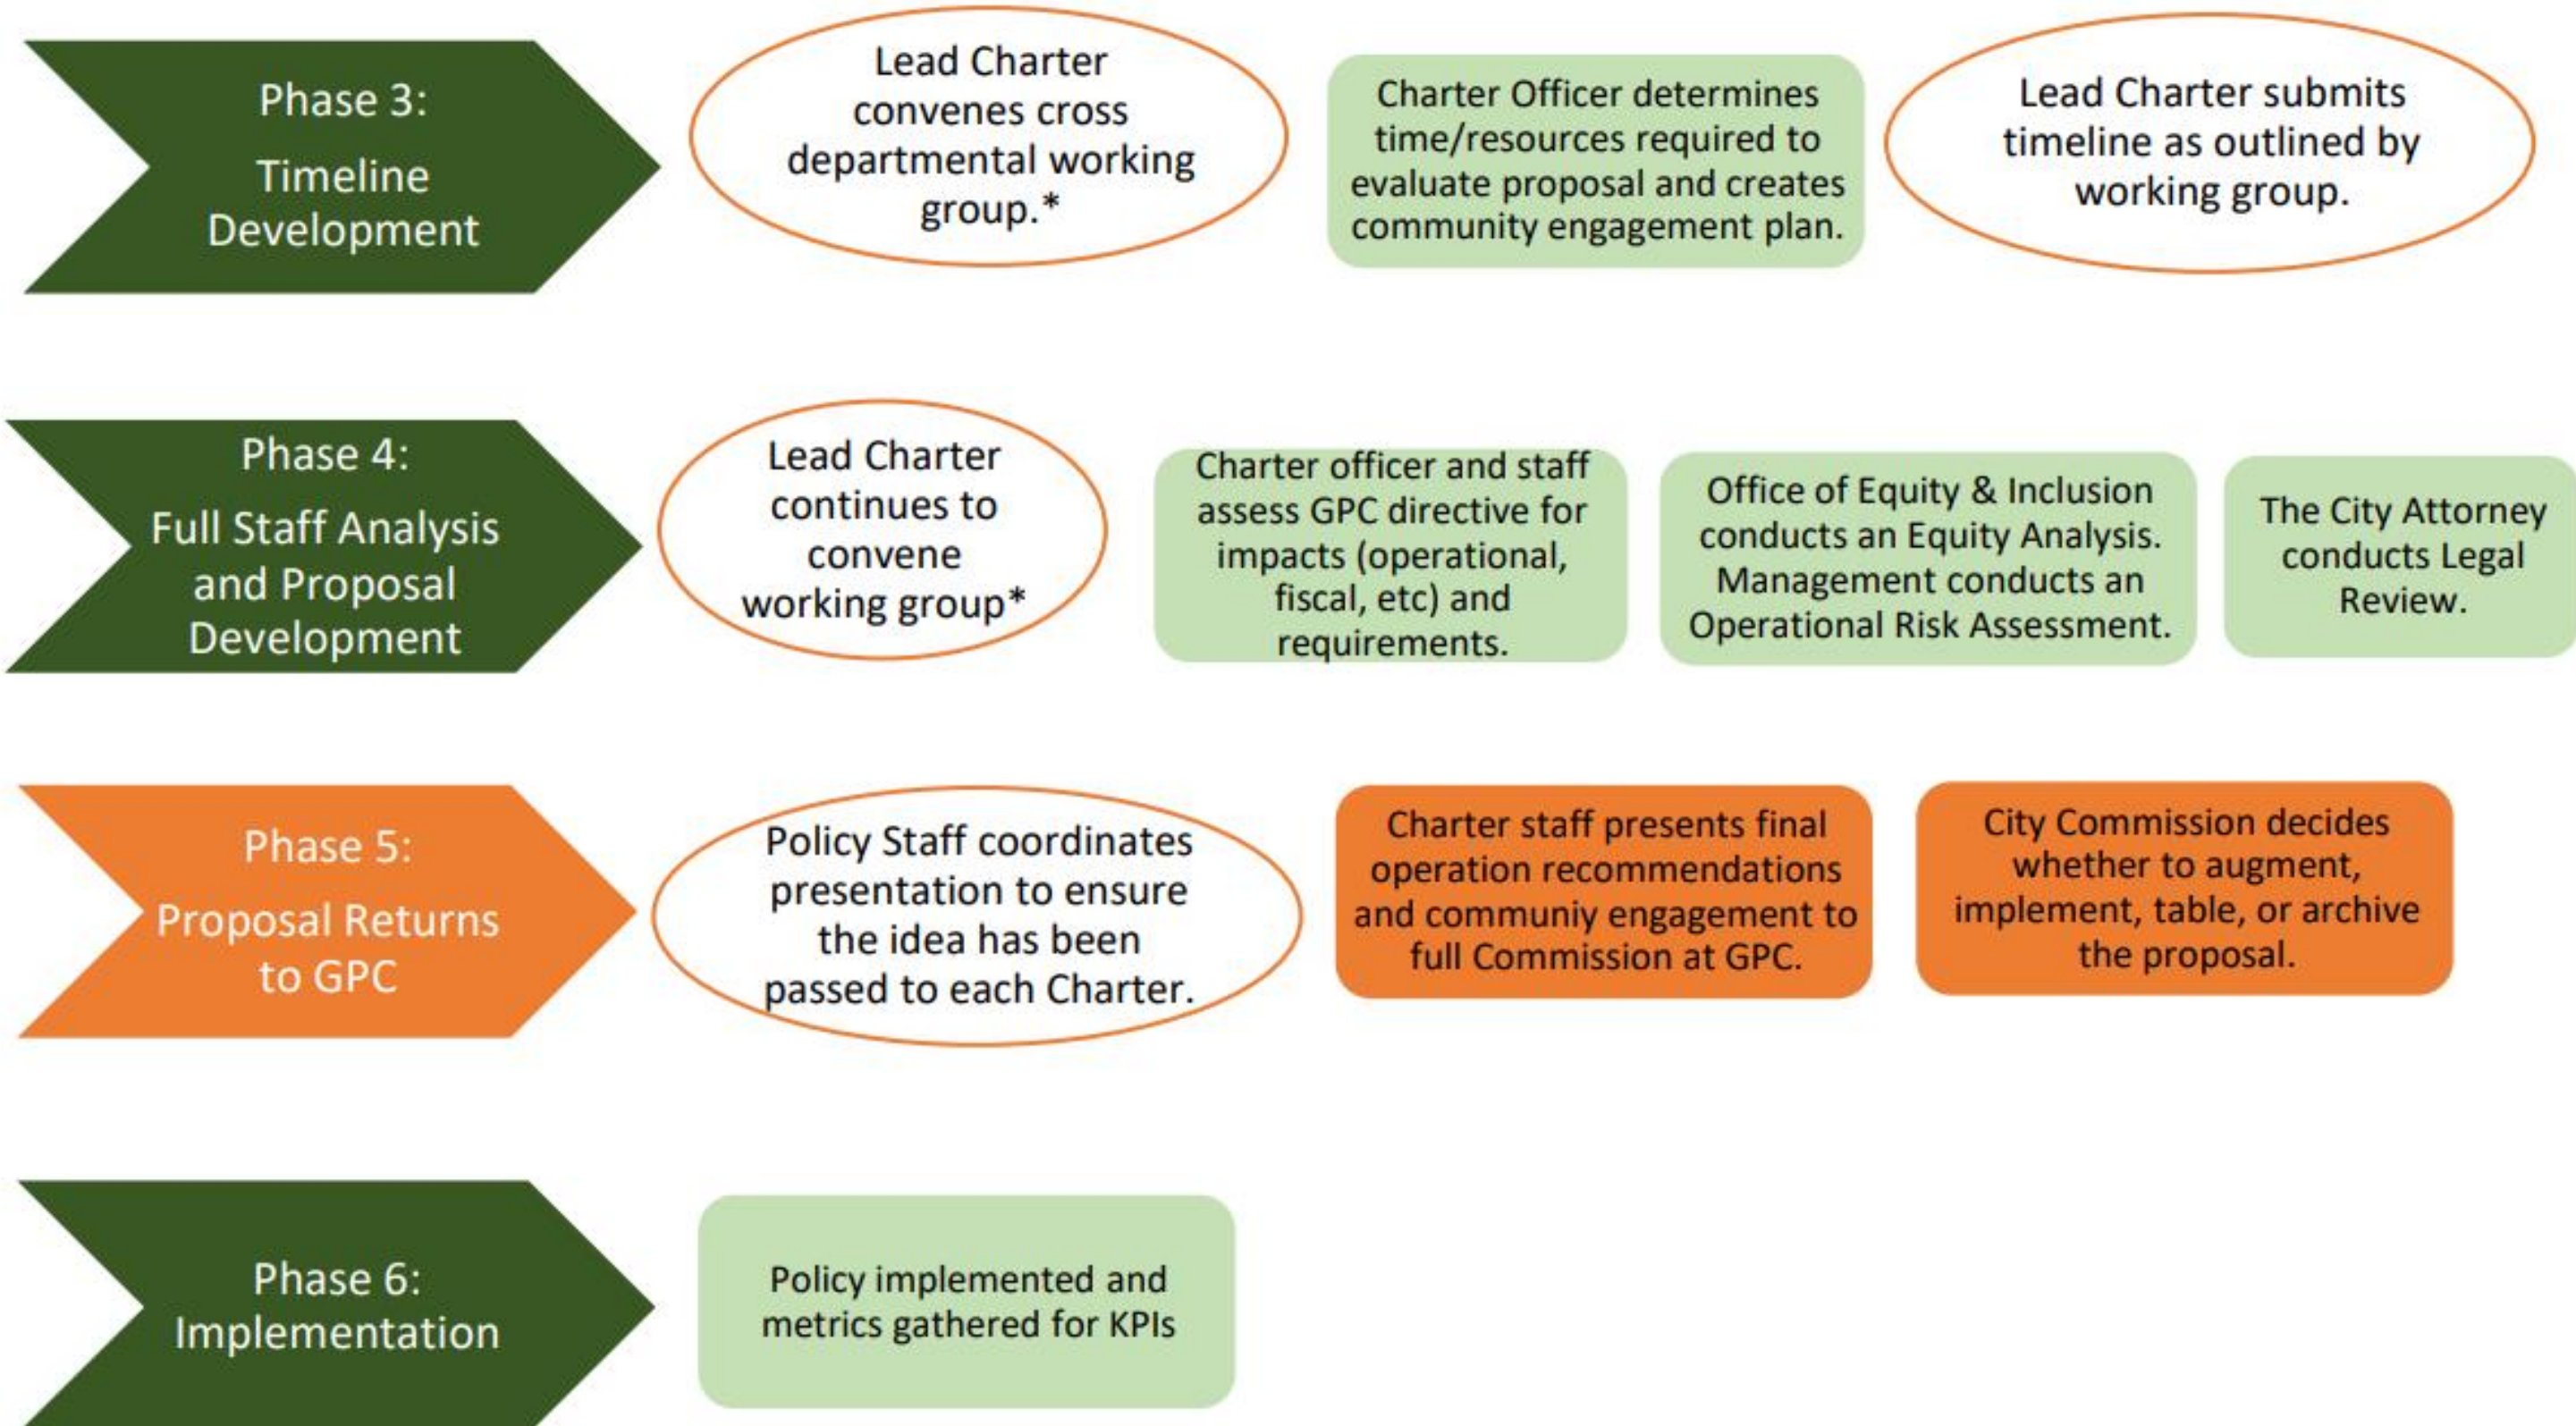 Phase 3:
Timeline
Development
Lead Charter
convenes cross
departmental working
group.*
Charter Officer determines
time/resources required to
evaluate proposal and creates
community engagement plan.
Lead Charter submits
timeline as outlined by
working group.
Phase 4:
Full Staff Analysis
and Proposal
Development
Lead Charter
continues to
convene
working group*
Charter officer and staff
assess GPC directive for
impacts (operational,
fiscal, etc) and
requirements.
Office of Equity & Inclusion
conducts an Equity Analysis.
Management conducts an
Operational Risk Assessment.
The City Attorney
conducts Legal
Review.
Phase 5:
Proposal Returns
to GPC
Policy Staff coordinates
presentation to ensure
the idea has been
passed to each Charter.
Charter staff presents final
operation recommendations
and communiy engagement to
full Commission at GPC.
City Commission decides
whether to augment,
implement, table, or archive
the proposal.
Phase 6:
Implementation
Policy implemented and
metrics gathered for KPIs